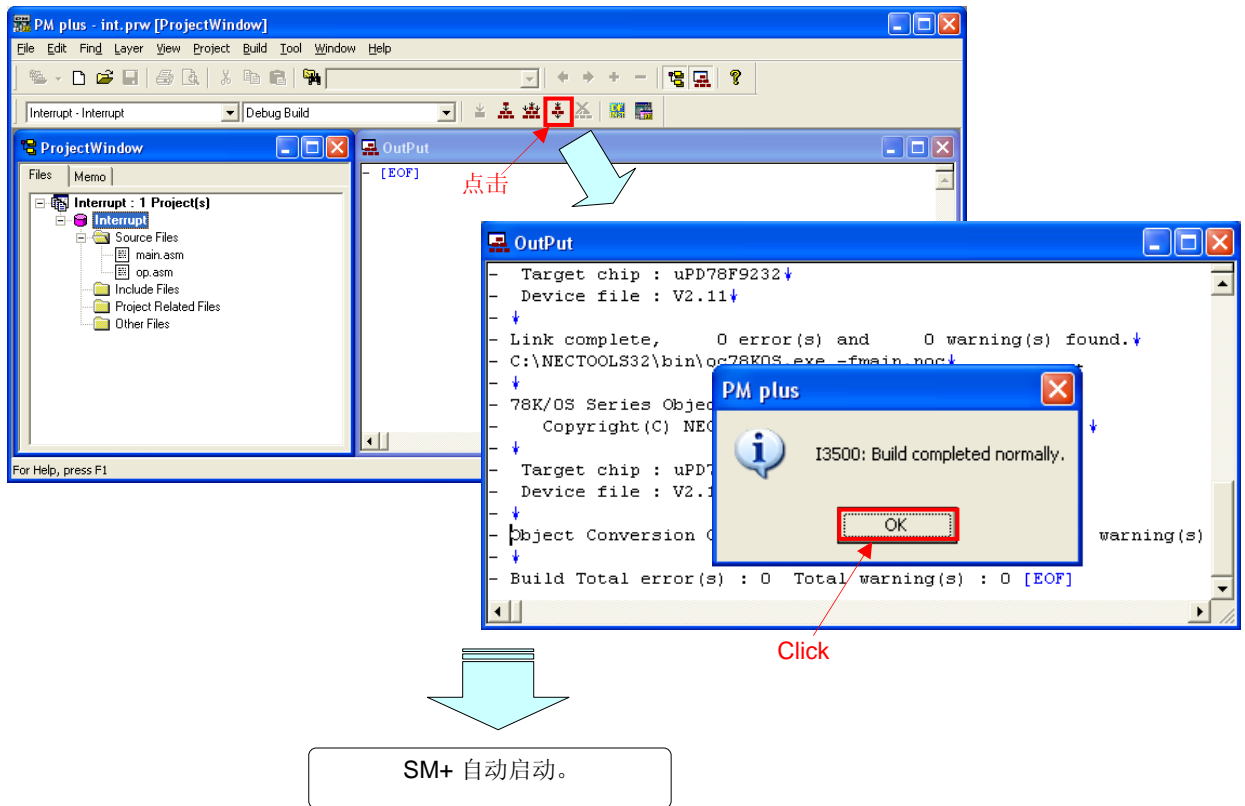 PM plus - int.prw [ProjectWindow]
File Edit Find Layer View Project Build Tool Window Help
Interrupt - Interrupt
Debug Build
ProjectWindow
Files Memo
Interrupt : 1 Project(s)
Interrupt
Source Files
main.asm
op.asm
Include Files
Project Related Files
Other Files
For Help, press F1
OutPut
- [EOF]
点击
OutPut
- Target chip : uPD78F9232↓
- Device file : V2.11↓
- ↓
- Link complete, 0 error(s) and 0 warning(s) found.↓
- C:\NECTOOLS32\bin\oc78K0S.exe -fmain.poc↓
- ↓
- 78K/0S Series Objec
- Copyright(C) NEC ↓
- ↓
- Target chip : uPD7
- Device file : V2.1
- ↓
- Object Conversion C warning(s)
- ↓
- Build Total error(s) : 0 Total warning(s) : 0 [EOF]
PM plus
I3500: Build completed normally.
OK
Click
SM+ 自动启动。